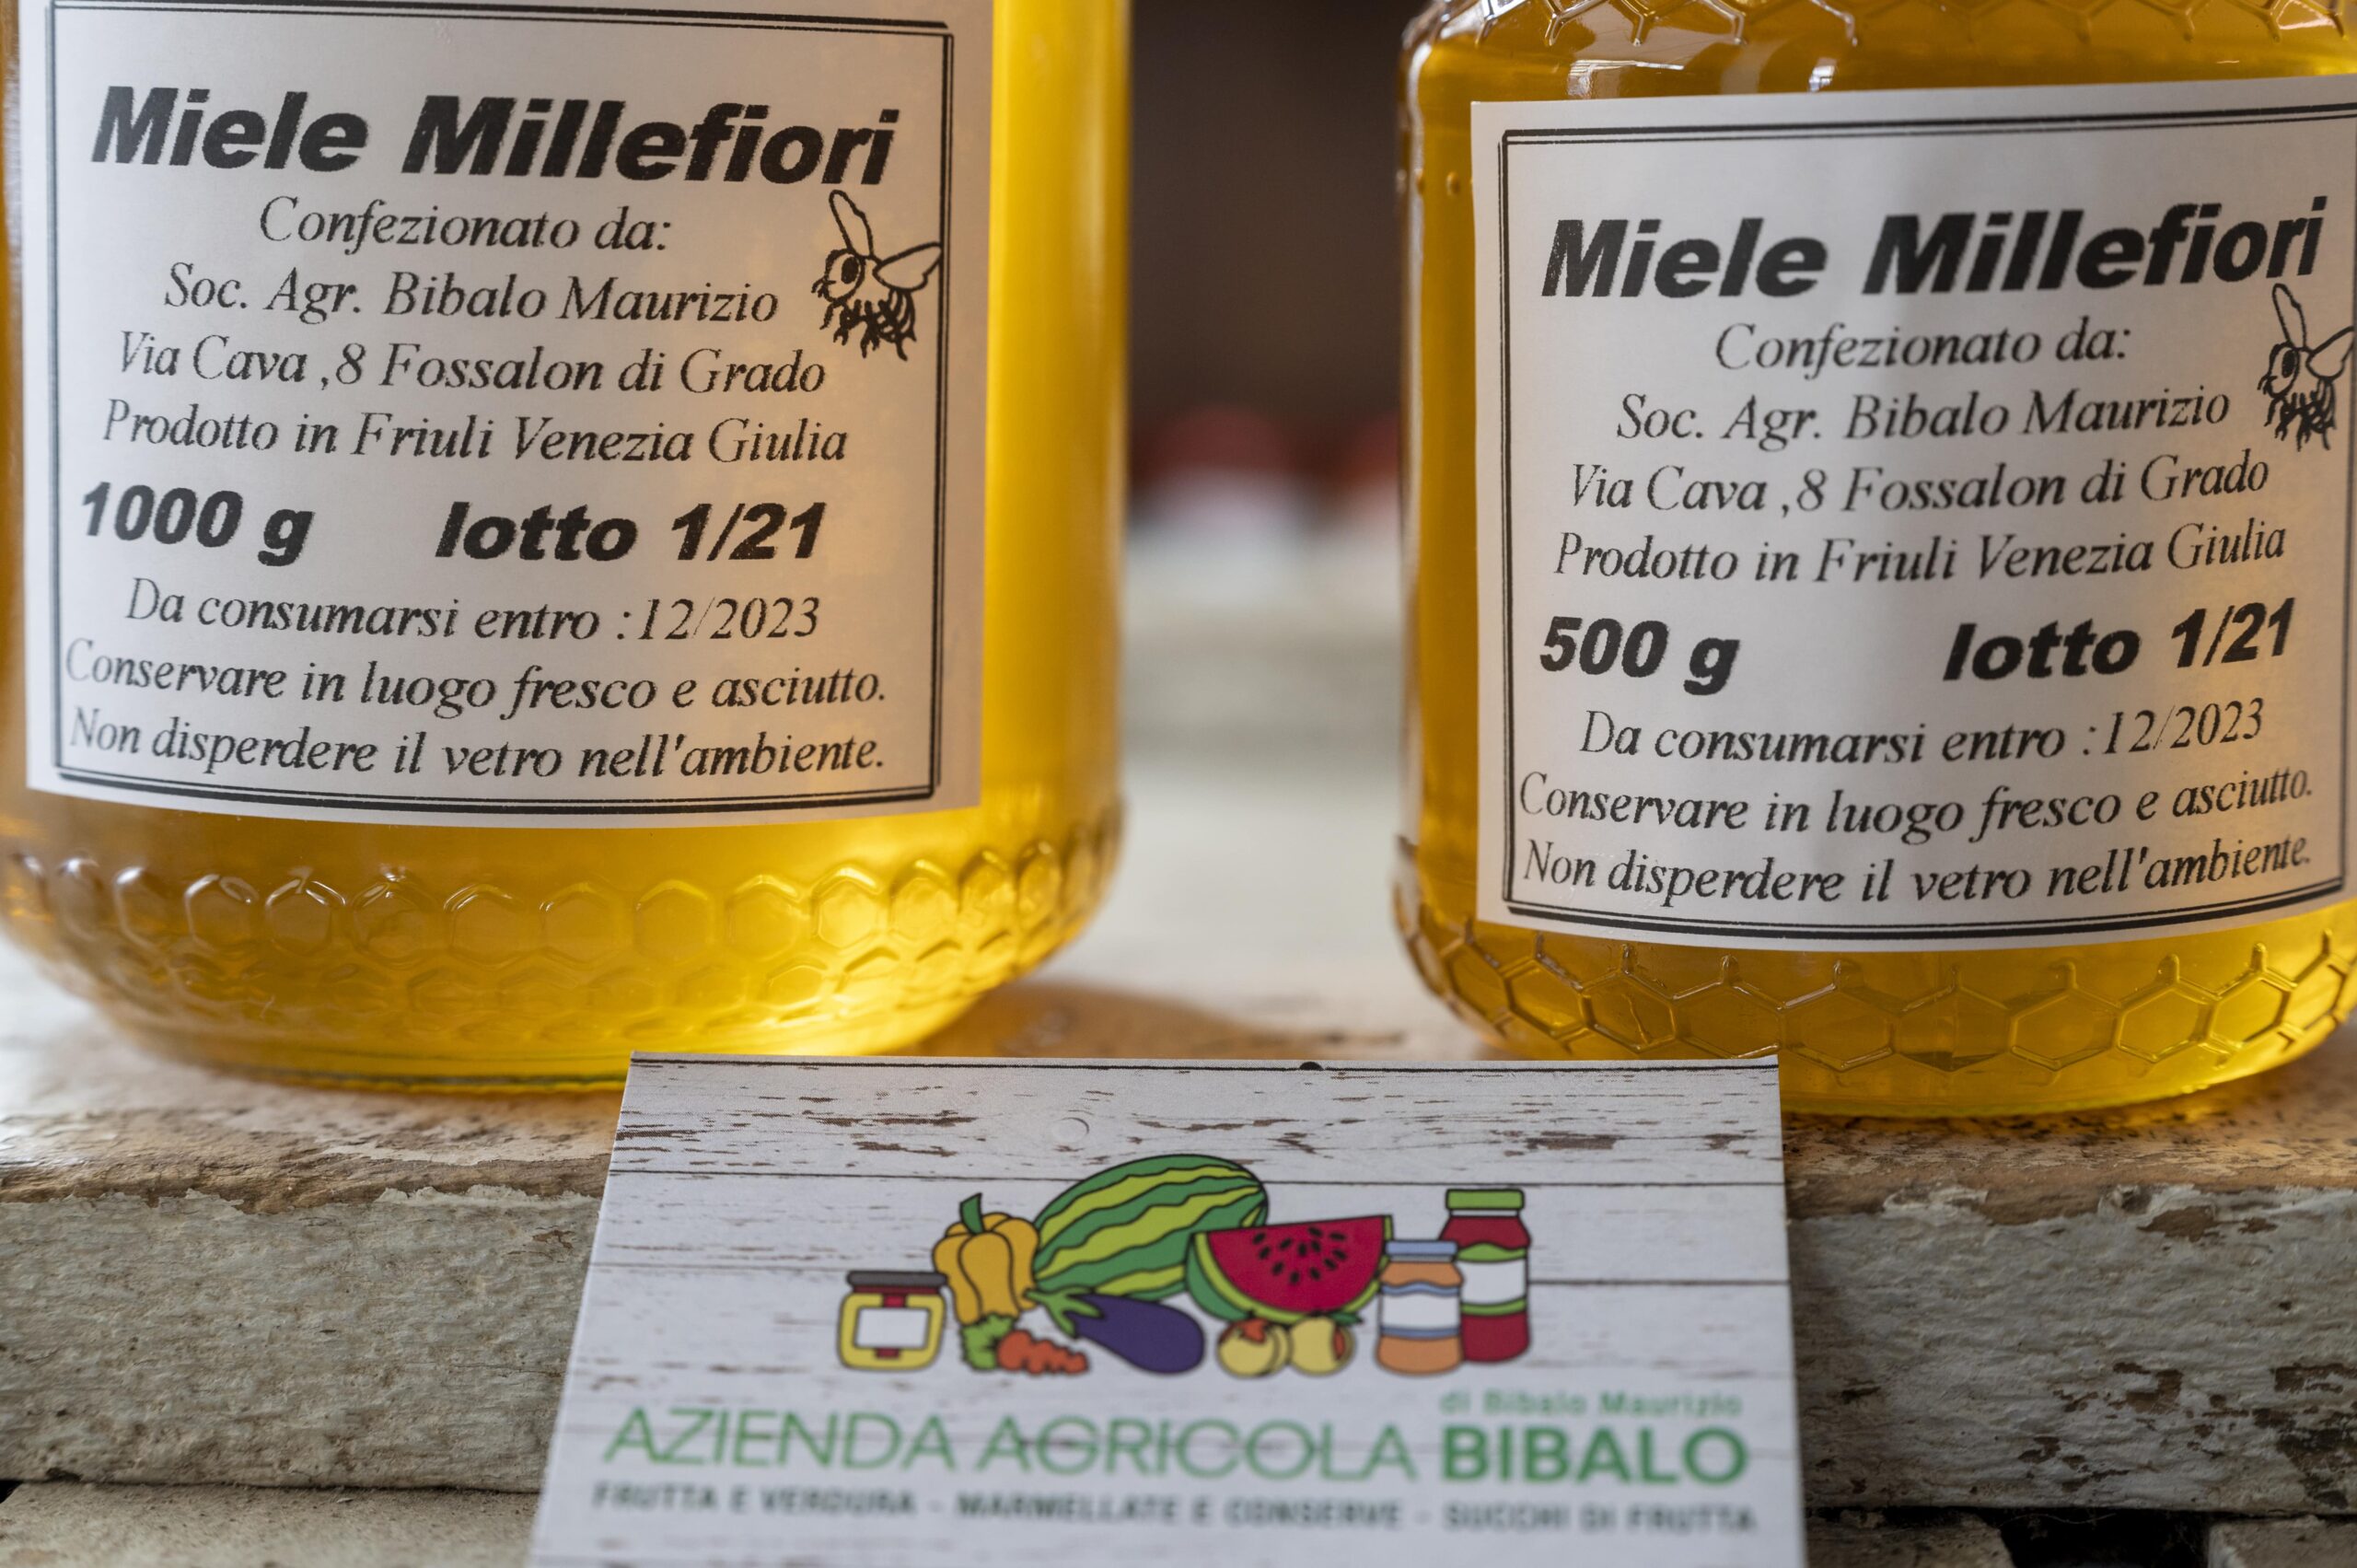 Miele Millefiori
Confezionato da:
Soc. Agr. Bibalo Maurizio
Via Cava ,8 Fossalon di Grado
Prodotto in Friuli Venezia Giulia
1000 g lotto 1/21
Da consumarsi entro :12/2023
Conservare in luogo fresco e asciutto.
Non disperdere il vetro nell'ambiente.
Miele Millefiori
Confezionato da:
Soc. Agr. Bibalo Maurizio
Via Cava ,8 Fossalon di Grado
Prodotto in Friuli Venezia Giulia
500 g lotto 1/21
Da consumarsi entro :12/2023
Conservare in luogo fresco e asciutto.
Non disperdere il vetro nell'ambiente.
di Bibalo Maurizio
AZIENDA AGRICOLA BIBALO
FRUTTA E VERDURA - MARMELLATE E CONSERVE - SUCCHI DI FRUTTA